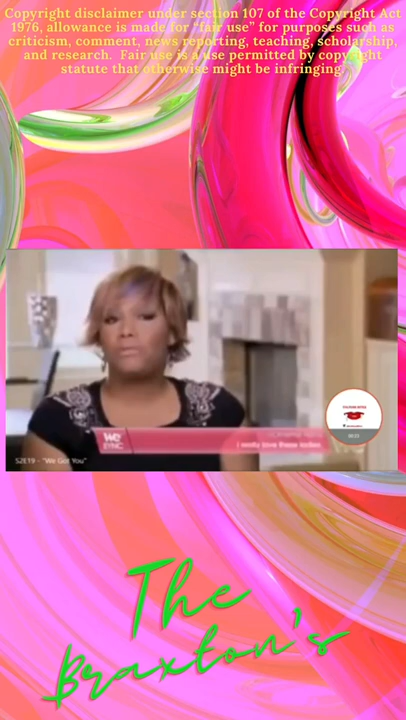 Copyright disclaimer under section 107 of the Copyright Act
1976, allowance is made for "fair use" for purposes such as
criticism, comment, news reporting, teaching, scholarship,
and research. Fair use is a use permitted by copyright
statute that otherwise might be infringing.
We
SYNC
I really love these ladies
S2E19 - "We Got You"
The
Braxton's